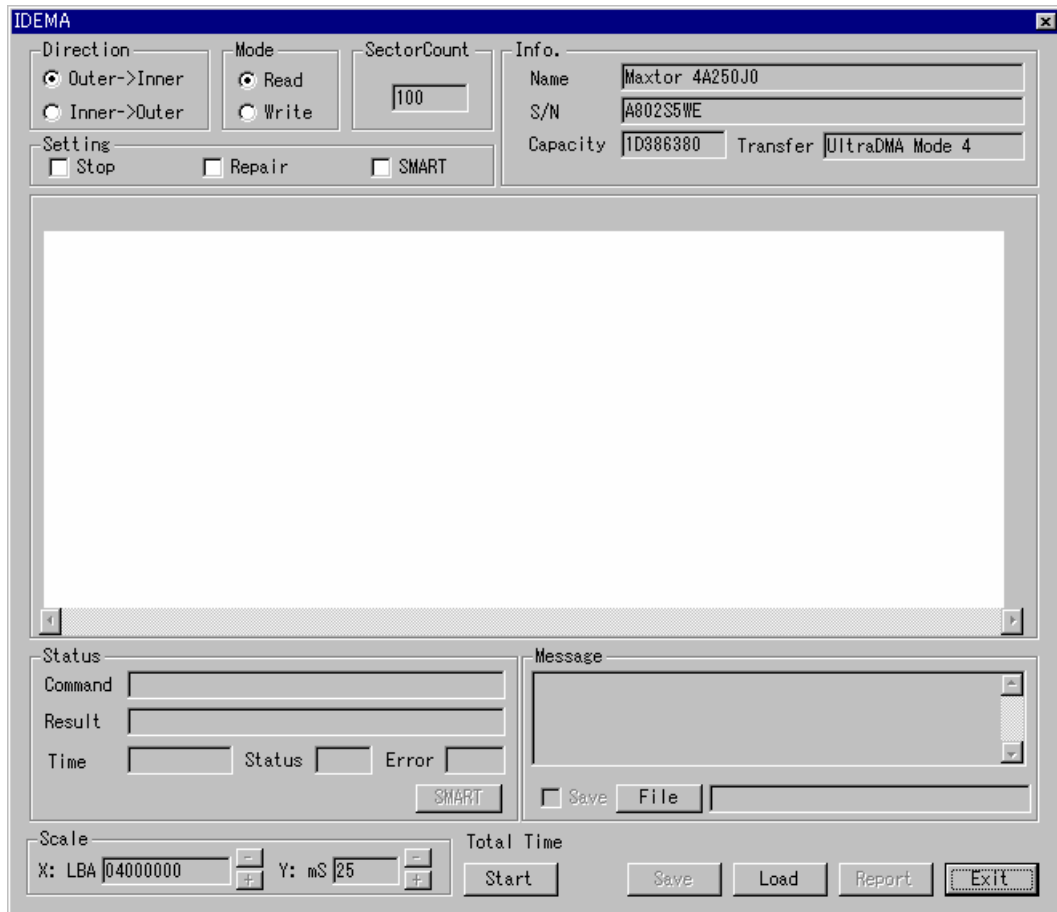 IDEMA
Direction
Outer->Inner
Inner->Outer
Mode
Read
Write
SectorCount
100
Info.
Name Maxtor 4A250J0
S/N A802S5WE
Capacity 1D386380 Transfer UltraDMA Mode 4
Setting
Stop Repair SMART
Status
Command
Result
Time Status Error
SMART
Message
Save File
Scale
X: LBA 04000000 - + Y: mS 25 - +
Total Time
Start Save Load Report Exit